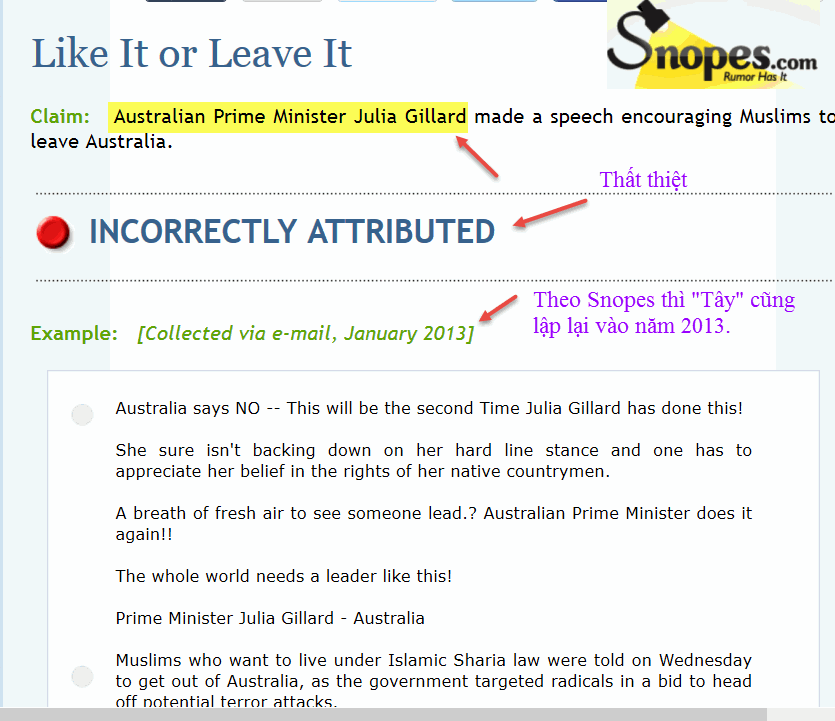 Snopes.com
Rumor Has It
Like It or Leave It
Claim: Australian Prime Minister Julia Gillard made a speech encouraging Muslims to
leave Australia.
Thất thiệt
INCORRECTLY ATTRIBUTED
Theo Snopes thì "Tây" cũng
lập lại vào năm 2013.
Example: [Collected via e-mail, January 2013]
Australia says NO -- This will be the second Time Julia Gillard has done this!
She sure isn't backing down on her hard line stance and one has to
appreciate her belief in the rights of her native countrymen.
A breath of fresh air to see someone lead.? Australian Prime Minister does it
again!!
The whole world needs a leader like this!
Prime Minister Julia Gillard - Australia
Muslims who want to live under Islamic Sharia law were told on Wednesday
to get out of Australia, as the government targeted radicals in a bid to head
off potential terror attacks.